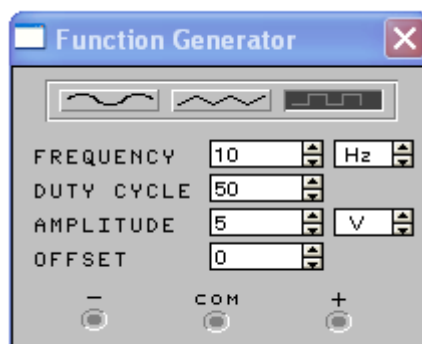 Function Generator
FREQUENCY 10 Hz
DUTY CYCLE 50
AMPLITUDE 5 V
OFFSET 0
− COM +